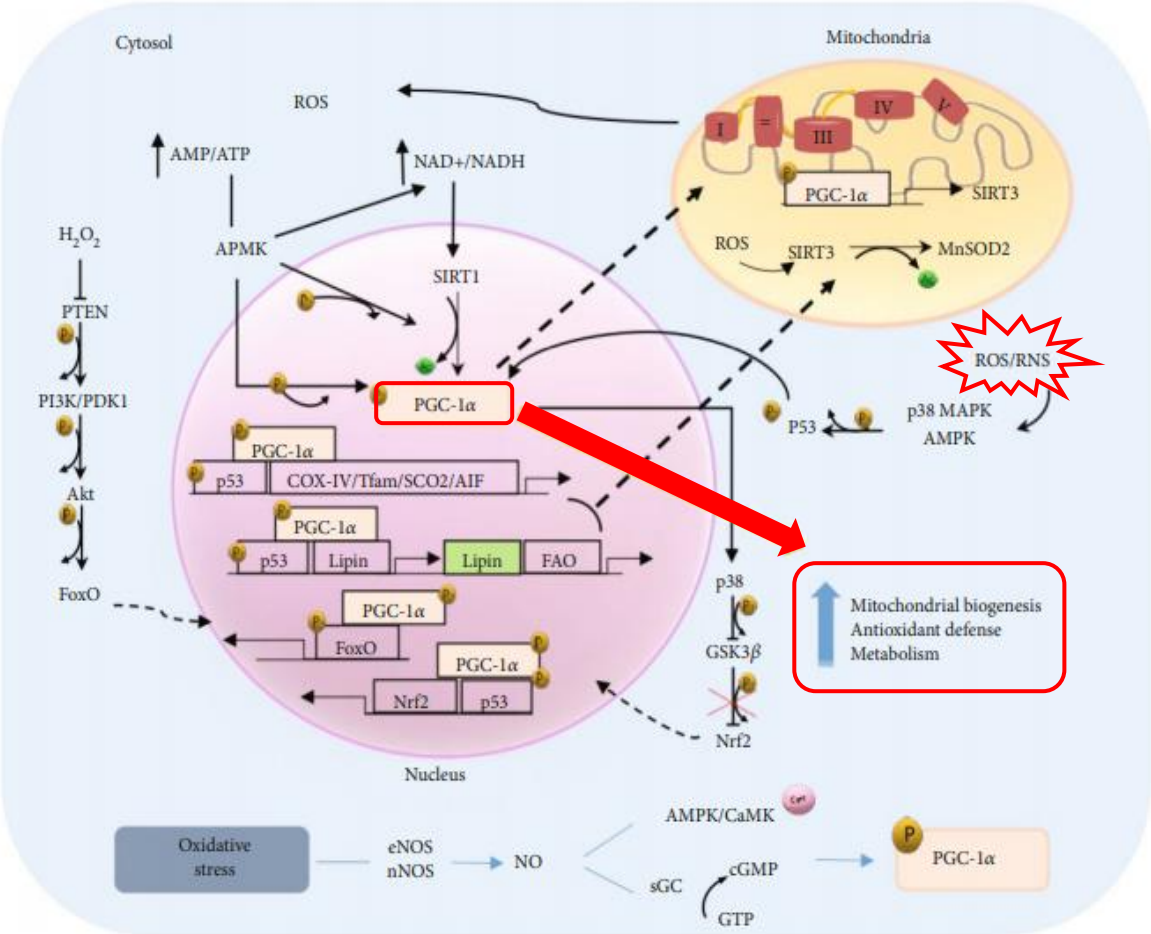 Cytosol
Mitochondria
ROS
I
=
III
IV
V
AMP/ATP
NAD+/NADH
P
PGC-1α
SIRT3
H₂O₂
APMK
ROS
SIRT3
MnSOD2
Ac
PTEN
SIRT1
P
P
Ac
ROS/RNS
PI3K/PDK1
P
P
PGC-1α
P
P
p38 MAPK
AMPK
P53
P
P
PGC-1α
P
p53
COX-IV/Tfam/SCO2/AIF
Akt
P
P
PGC-1α
P
p53
Lipin
Lipin
FAO
FoxO
p38
P
Mitochondrial biogenesis
Antioxidant defense
Metabolism
PGC-1α
P
P
FoxO
GSK3β
P
PGC-1α
P
P
Nrf2
p53
Nrf2
Nucleus
Oxidative
stress
eNOS
nNOS
NO
AMPK/CaMK
sGC
cGMP
GTP
P
PGC-1α